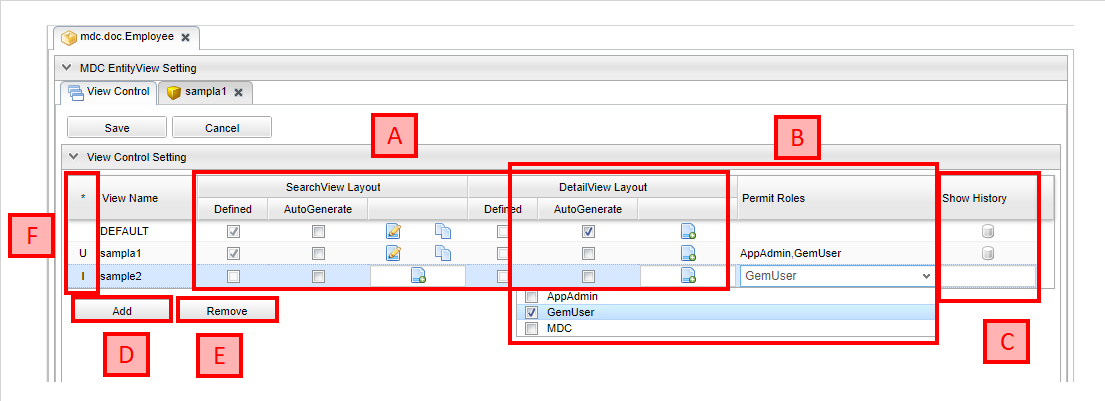 mdc.doc.Employee
MDC EntityView Setting
View Control sampla1
Save Cancel
A
B
View Control Setting
* View Name SearchView Layout DetailView Layout Permit Roles Show History
Defined AutoGenerate Defined AutoGenerate
F
DEFAULT
U sampla1 AppAdmin,GemUser
I sample2 GemUser
AppAdmin
Add Remove
GemUser
MDC
D
E
C